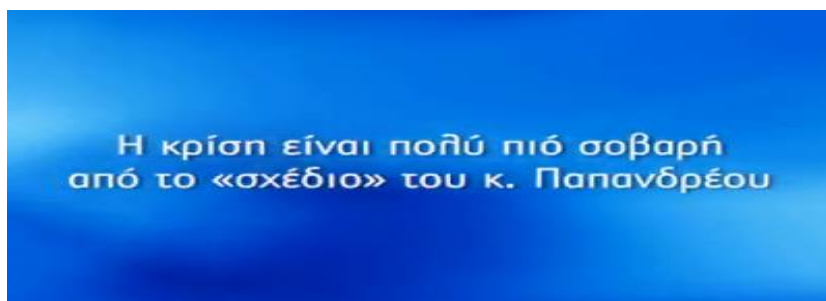 Η κρίση είναι πολύ πιό σοβαρή
από το «σχέδιο» του κ. Παπανδρέου